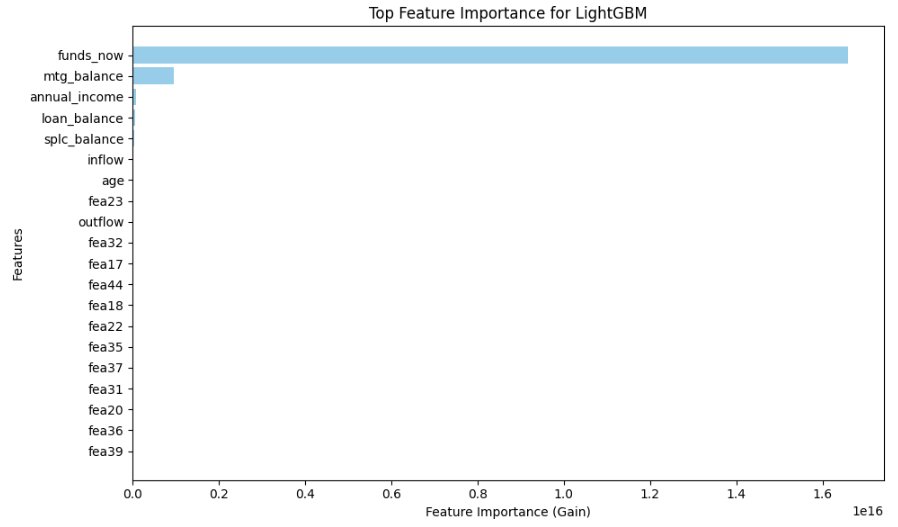 Top Feature Importance for LightGBM
funds_now
mtg_balance
annual_income
loan_balance
splc_balance
inflow
age
fea23
outflow
fea32
fea17
fea44
fea18
fea22
fea35
fea37
fea31
fea20
fea36
fea39
Features
0.0 0.2 0.4 0.6 0.8 1.0 1.2 1.4 1.6
1e16
Feature Importance (Gain)